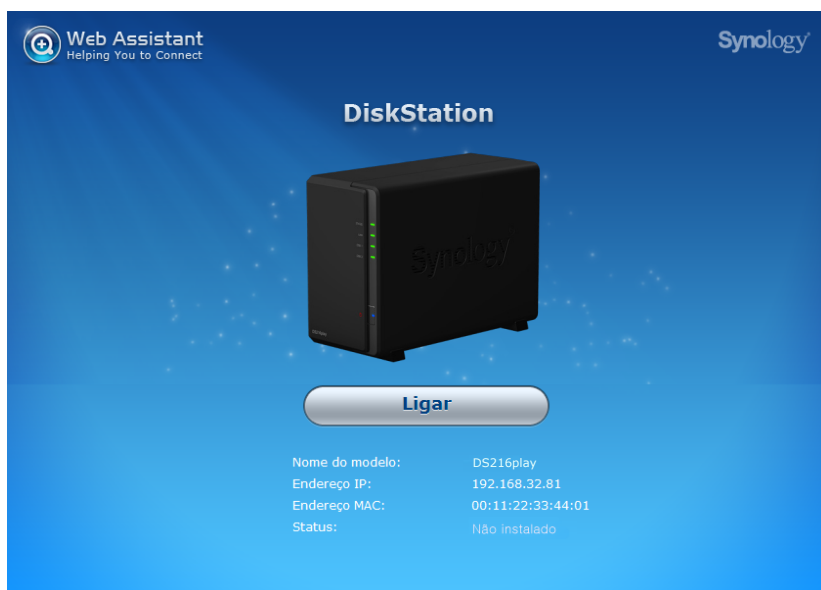 Web Assistant
Helping You to Connect
Synology
DiskStation
Synology
Ligar
Nome do modelo: DS216play
Endereço IP: 192.168.32.81
Endereço MAC: 00:11:22:33:44:01
Status: Não instalado